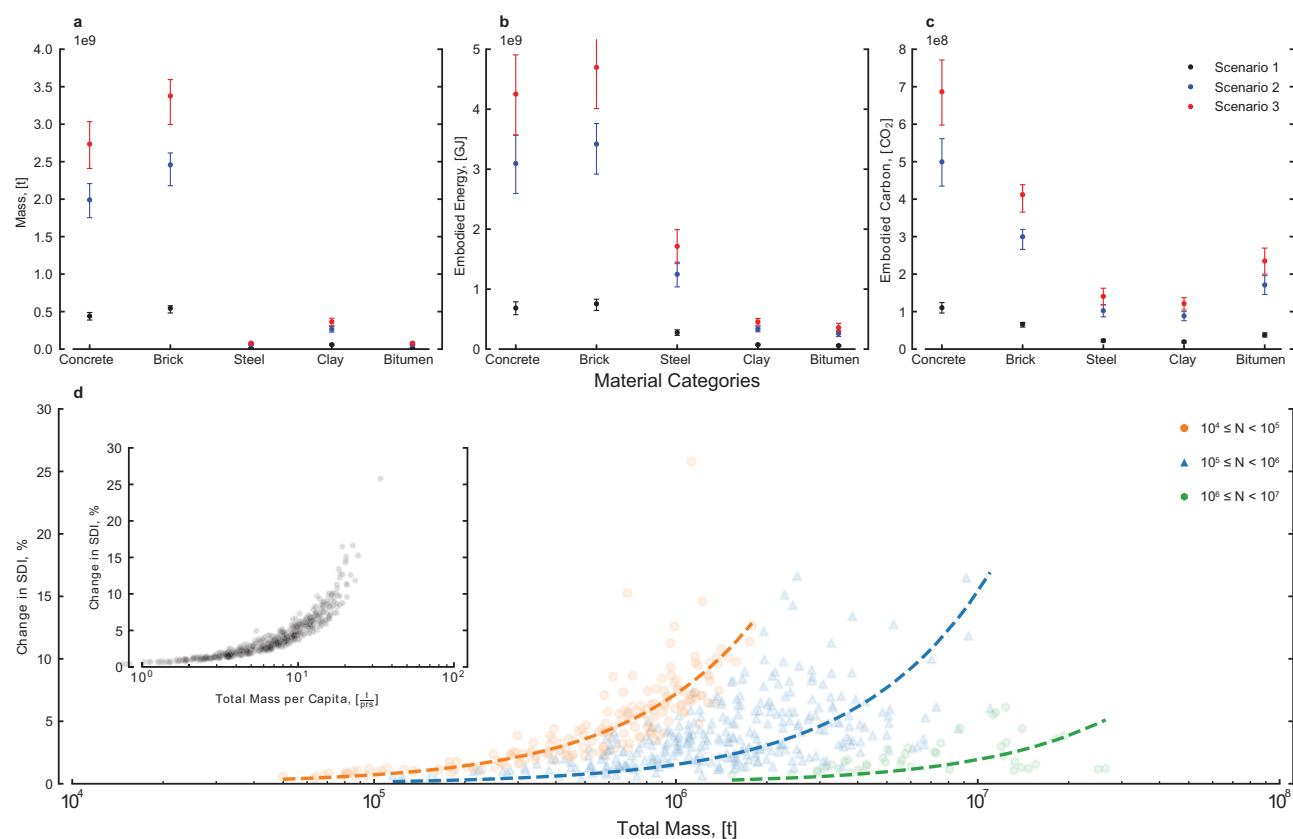 a
1e9
4.0
3.5
3.0
2.5
2.0
1.5
1.0
0.5
0.0
Mass, [t]
Concrete Brick Steel Clay Bitumen
b
1e9
5
4
3
2
1
0
Embodied Energy, [GJ]
Concrete Brick Steel Clay Bitumen
c
1e8
8
7
6
5
4
3
2
1
0
Embodied Carbon, [CO₂]
Scenario 1
Scenario 2
Scenario 3
Concrete Brick Steel Clay Bitumen
Material Categories
d
30
25
20
15
10
5
0
Change in SDI, %
30
25
20
15
10
5
0
Change in SDI, %
10⁰ 10¹ 10²
Total Mass per Capita, [t/prs]
10⁴ ≤ N < 10⁵
10⁵ ≤ N < 10⁶
10⁶ ≤ N < 10⁷
10⁴ 10⁵ 10⁶ 10⁷ 10⁸
Total Mass, [t]